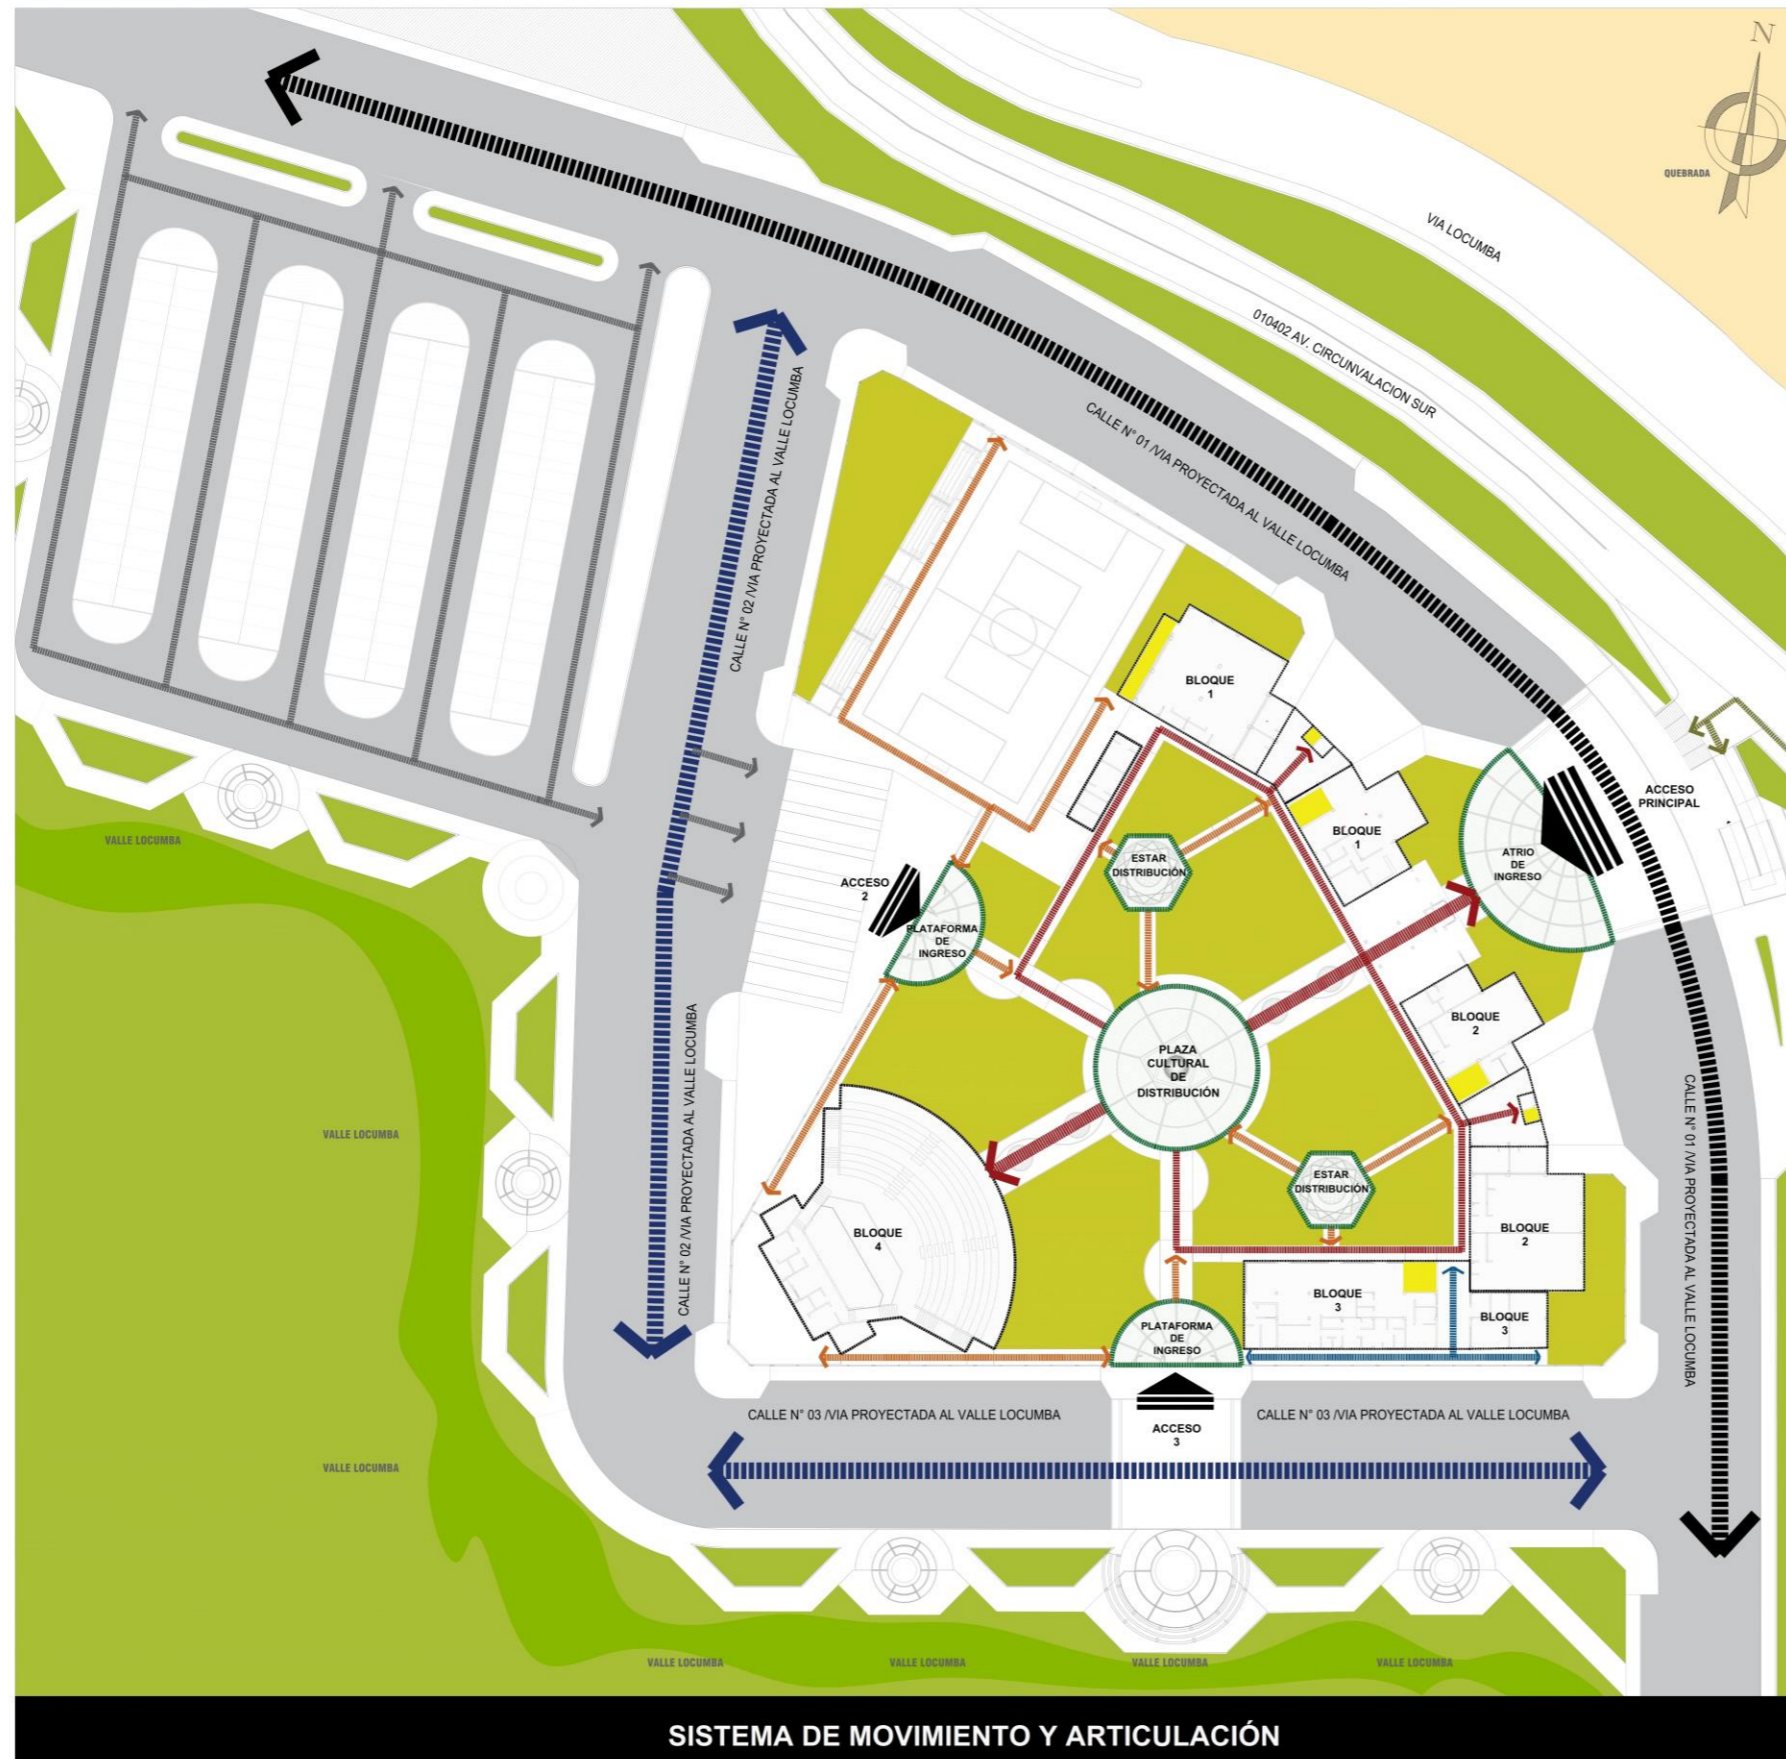 N
QUEBRADA
VIA LOCUMBA
010402 AV. CIRCUNVALACION SUR
CALLE N° 01 /VIA PROYECTADA AL VALLE LOCUMBA
CALLE N° 02 /VIA PROYECTADA AL VALLE LOCUMBA
BLOQUE
1
ACCESO
PRINCIPAL
BLOQUE
1
VALLE LOCUMBA
ATRIO
DE
INGRESO
ESTAR
DISTRIBUCIÓN
ACCESO
2
PLATAFORMA
DE
INGRESO
BLOQUE
2
PLAZA
CULTURAL
DE
DISTRIBUCIÓN
CALLE N° 02 /VIA PROYECTADA AL VALLE LOCUMBA
CALLE N° 01 /VIA PROYECTADA AL VALLE LOCUMBA
VALLE LOCUMBA
ESTAR
DISTRIBUCIÓN
BLOQUE
4
BLOQUE
2
BLOQUE
3
BLOQUE
3
PLATAFORMA
DE
INGRESO
CALLE N° 03 /VIA PROYECTADA AL VALLE LOCUMBA
CALLE N° 03 /VIA PROYECTADA AL VALLE LOCUMBA
ACCESO
3
VALLE LOCUMBA
VALLE LOCUMBA
VALLE LOCUMBA
VALLE LOCUMBA
VALLE LOCUMBA
SISTEMA DE MOVIMIENTO Y ARTICULACIÓN